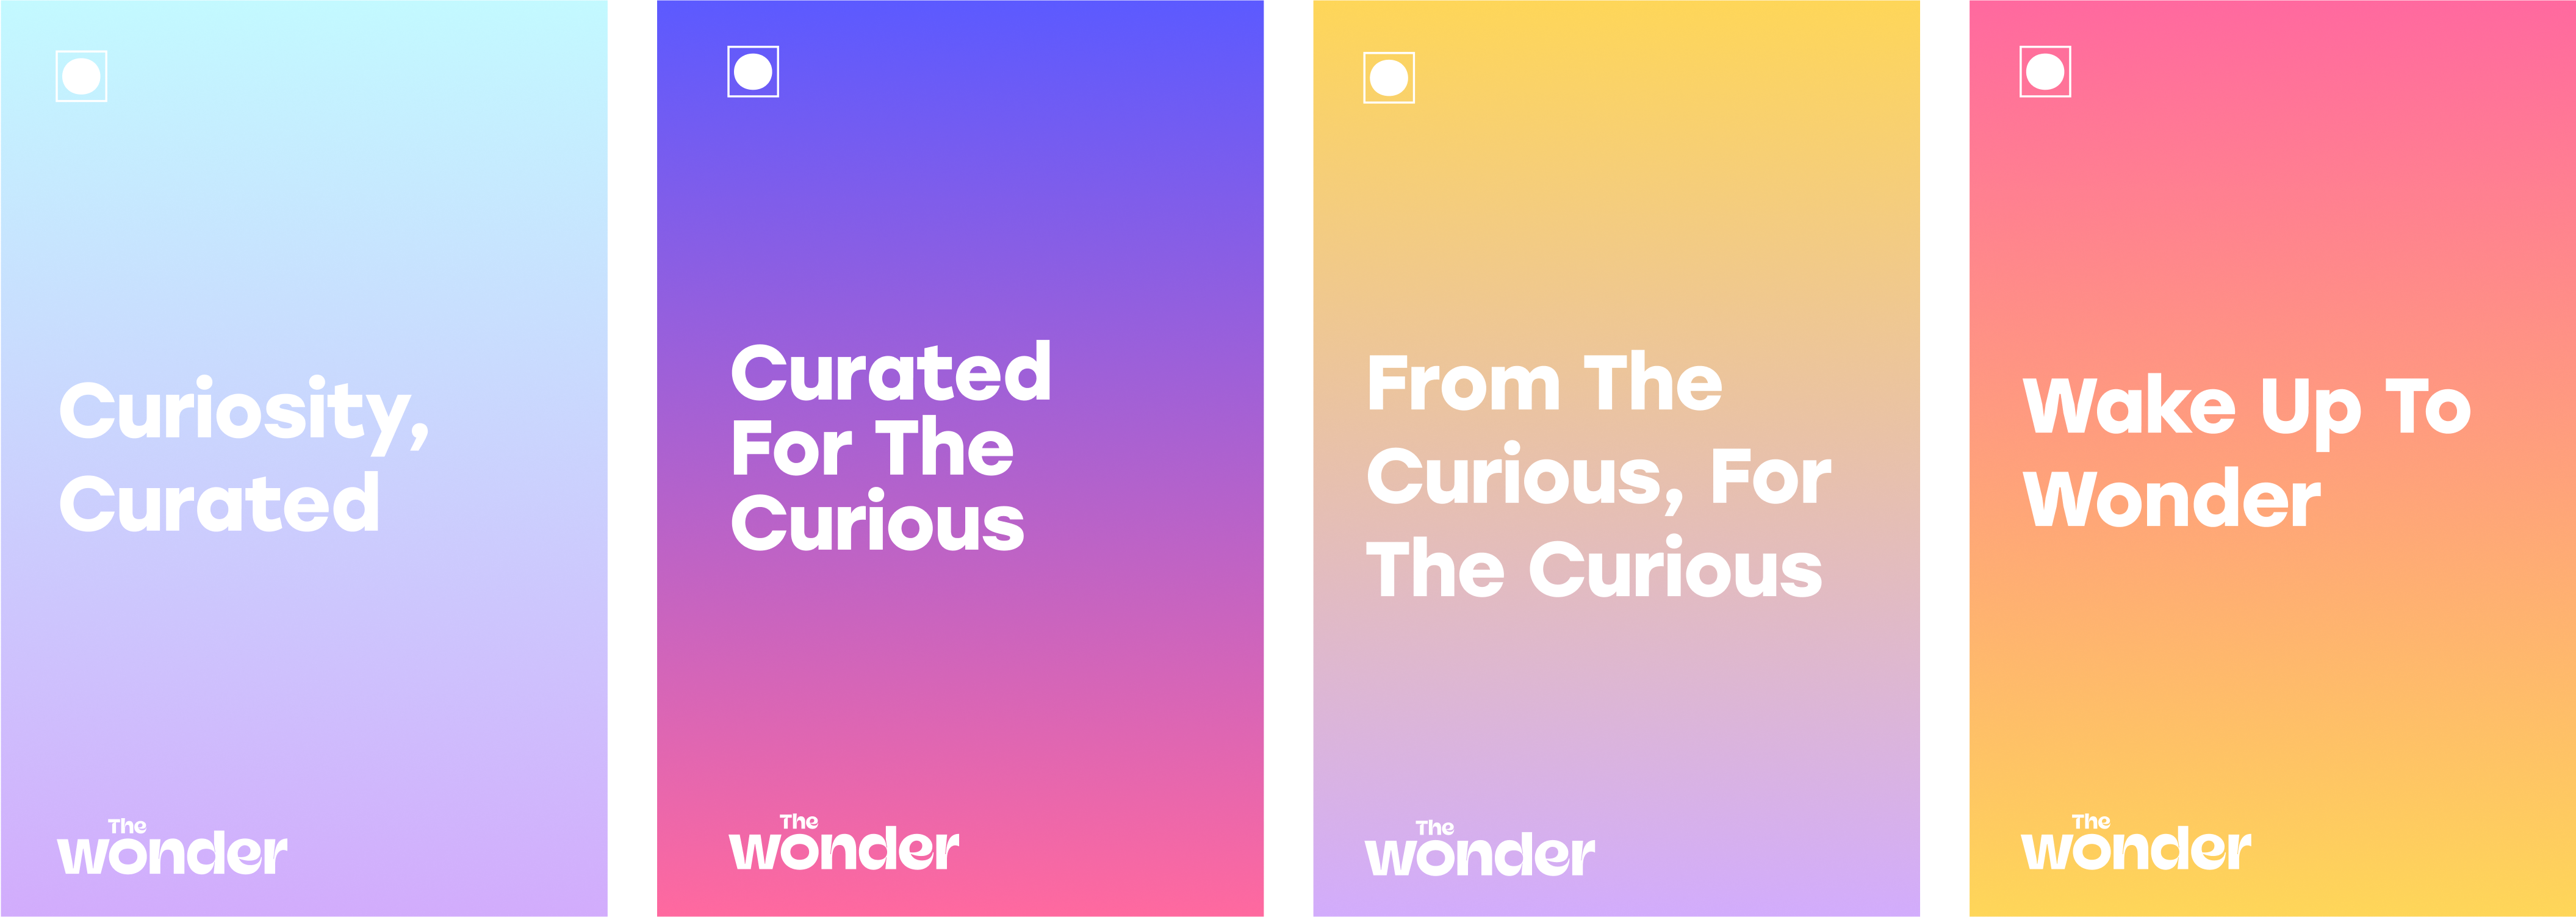 Curiosity,
Curated
The
wonder
Curated
For The
Curious
The
wonder
From The
Curious, For
The Curious
The
wonder
Wake Up To
Wonder
The
wonder